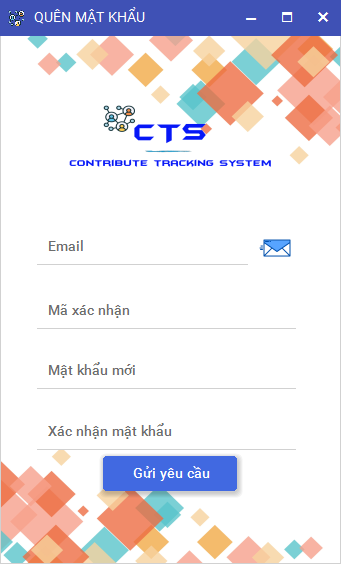 QUÊN MẬT KHẨU
CTS
CONTRIBUTE TRACKING SYSTEM
Email
Mã xác nhận
Mật khẩu mới
Xác nhận mật khẩu
Gửi yêu cầu